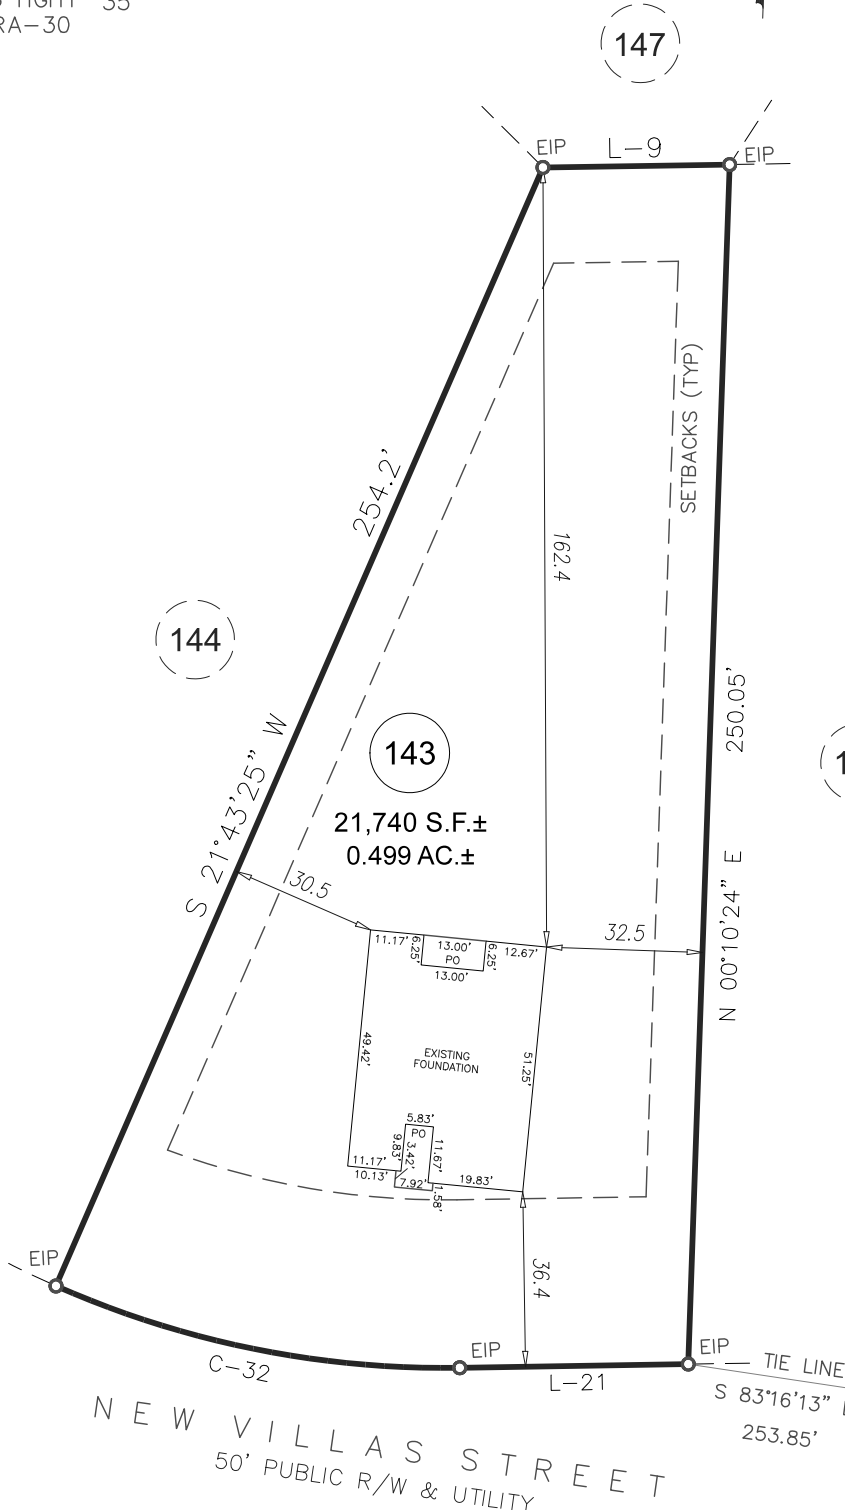 RA-30
147
EIP
L-9
EIP
SETBACKS (TYP)
254.2'
162.4
144
250.05'
S 21°43'25" W
143
21,740 S.F.±
0.499 AC.±
N 00°10'24" E
30.5
32.5
11.17'
6.25'
13.00'
PO
13.00'
6.25'
12.67'
49.42'
EXISTING
FOUNDATION
51.25'
5.83'
PO
9.83'
3.42'
11.67'
11.17'
10.13'
7.92'
1.58'
19.83'
EIP
36.4
C-32
EIP
L-21
EIP
TIE LINE
S 83°16'13"
253.85'
NEW VILLAS STREET
50' PUBLIC R/W & UTILITY